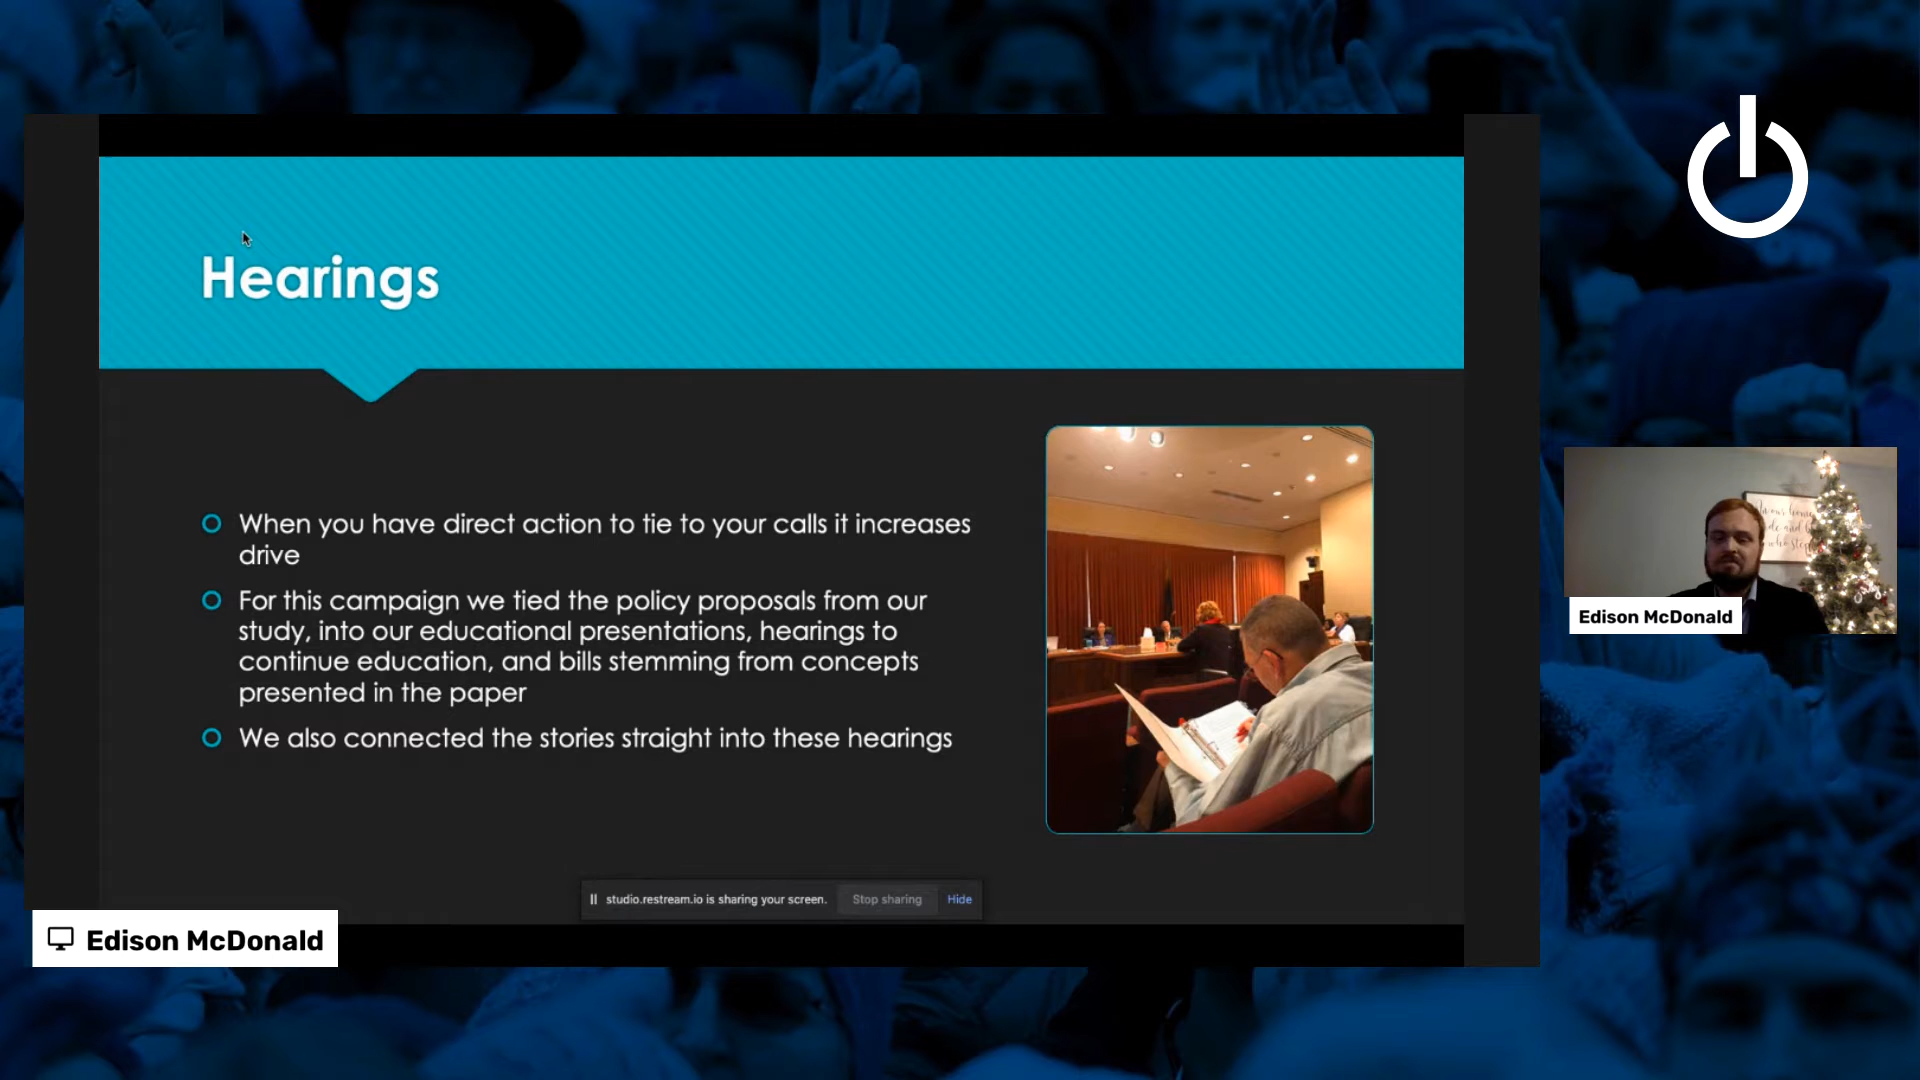 Hearings
When you have direct action to tie to your calls it increases
drive
For this campaign we tied the policy proposals from our
study, into our educational presentations, hearings to
continue education, and bills stemming from concepts
presented in the paper
We also connected the stories straight into these hearings
studio.restream.io is sharing your screen.
Stop sharing
Hide
Edison McDonald
Edison McDonald